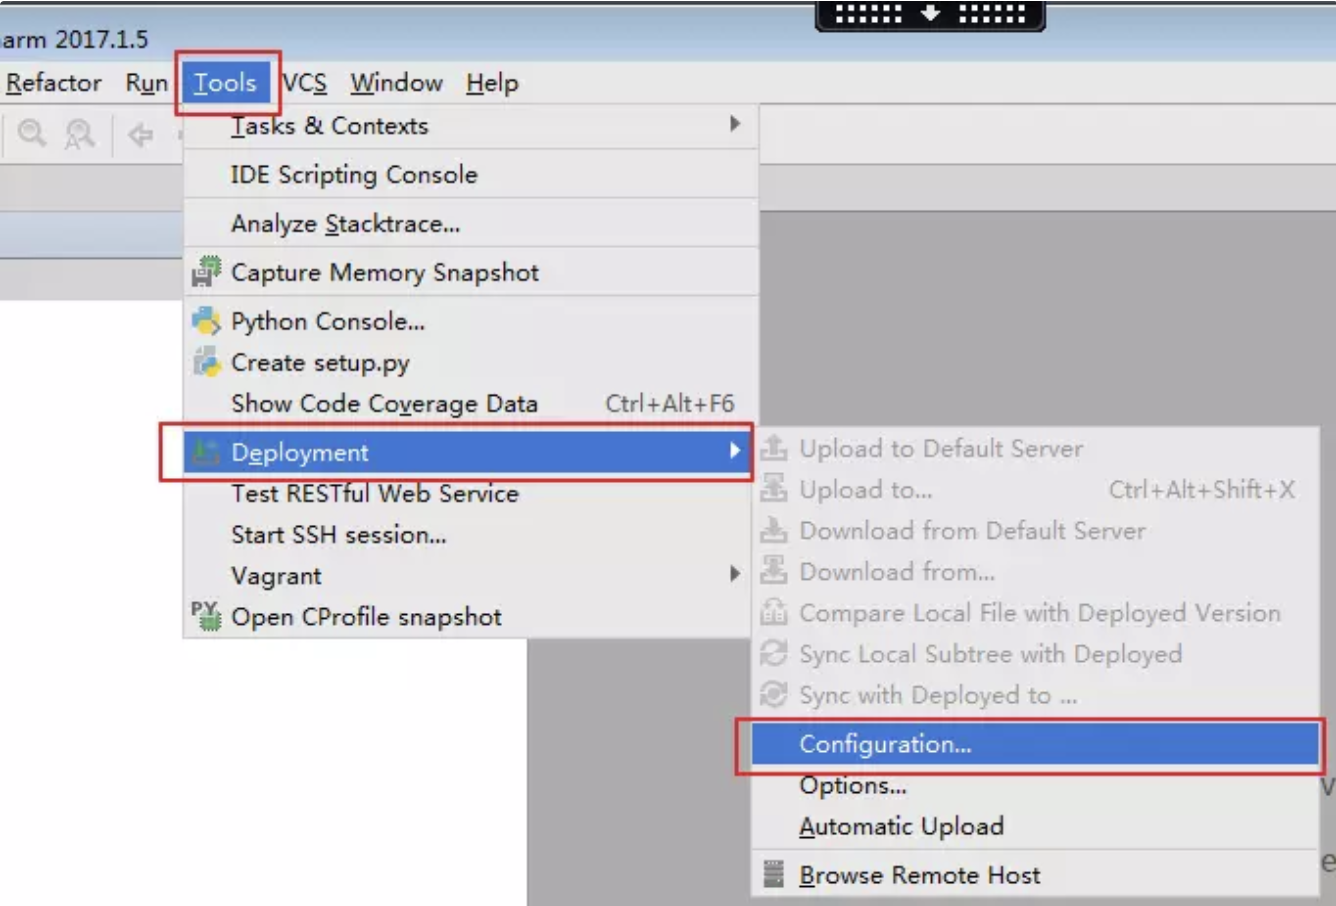 arm 2017.1.5
Refactor Run Tools VCS Window Help
Tasks & Contexts
IDE Scripting Console
Analyze Stacktrace...
Capture Memory Snapshot
Python Console...
Create setup.py
Show Code Coverage Data Ctrl+Alt+F6
Deployment
Test RESTful Web Service
Start SSH session...
Vagrant
Open CProfile snapshot
Upload to Default Server
Upload to... Ctrl+Alt+Shift+X
Download from Default Server
Download from...
Compare Local File with Deployed Version
Sync Local Subtree with Deployed
Sync with Deployed to ...
Configuration...
Options...
Automatic Upload
Browse Remote Host